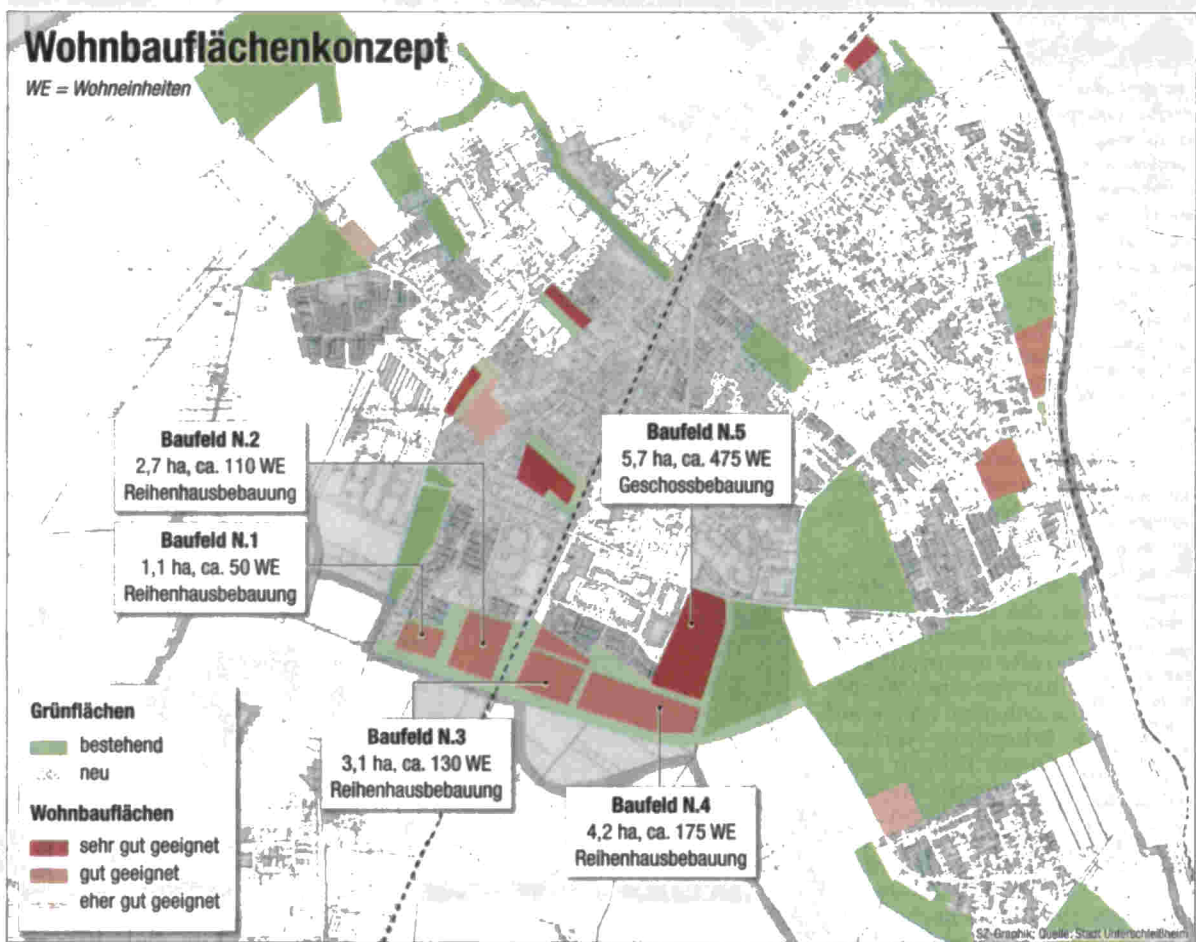 Wohnbauflächenkonzept
WE = Wohneinheiten
Baufeld N.2
2,7 ha, ca. 110 WE
Reihenhausbebauung
Baufeld N.1
1,1 ha, ca. 50 WE
Reihenhausbebauung
Baufeld N.5
5,7 ha, ca. 475 WE
Geschossbebauung
Baufeld N.3
3,1 ha, ca. 130 WE
Reihenhausbebauung
Baufeld N.4
4,2 ha, ca. 175 WE
Reihenhausbebauung
Grünflächen
bestehend
neu
Wohnbauflächen
sehr gut geeignet
gut geeignet
eher gut geeignet
SZ-Graphik; Quelle: Stadt Unterschleißheim